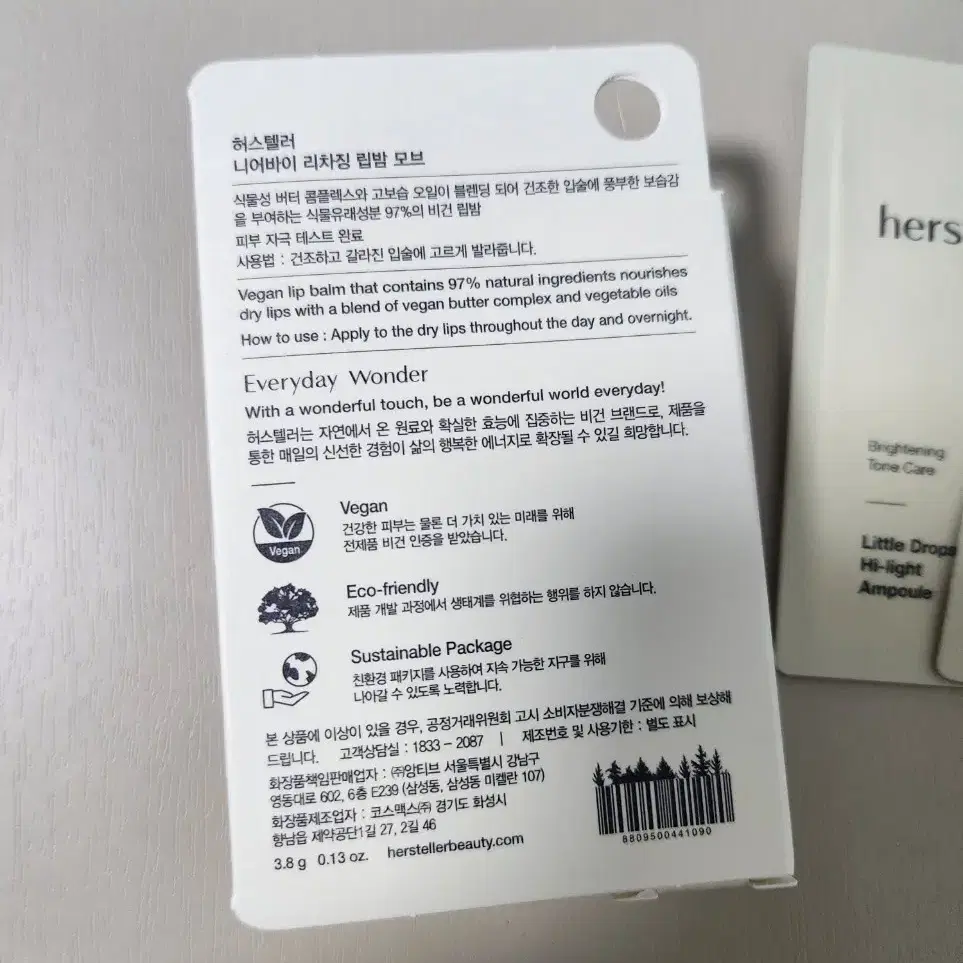 허스텔러
니어바이 리차징 립밤 모브
식물성 버터 콤플렉스와 고보습 오일이 블렌딩 되어 건조한 입술에 풍부한 보습감
을 부여하는 식물유래성분 97%의 비건 립밤
피부 자극 테스트 완료
사용법 : 건조하고 갈라진 입술에 고르게 발라줍니다.
Vegan lip balm that contains 97% natural ingredients nourishes
dry lips with a blend of vegan butter complex and vegetable oils
How to use : Apply to the dry lips throughout the day and overnight.
Everyday Wonder
With a wonderful touch, be a wonderful world everyday!
허스텔러는 자연에서 온 원료와 확실한 효능에 집중하는 비건 브랜드로, 제품을
통한 매일의 신선한 경험이 삶의 행복한 에너지로 확장될 수 있길 희망합니다.
Vegan
Vegan
건강한 피부는 물론 더 가치 있는 미래를 위해
전제품 비건 인증을 받았습니다.
Eco-friendly
제품 개발 과정에서 생태계를 위협하는 행위를 하지 않습니다.
Sustainable Package
친환경 패키지를 사용하여 지속 가능한 지구를 위해
나아갈 수 있도록 노력합니다.
본 상품에 이상이 있을 경우, 공정거래위원회 고시 소비자분쟁해결 기준에 의해 보상해
드립니다. 고객상담실 : 1833 – 2087 | 제조번호 및 사용기한 : 별도 표시
화장품책임판매업자 : ㈜앙티브 서울특별시 강남구
영동대로 602, 6층 E239 (삼성동, 삼성동 미켈란 107)
화장품제조업자 : 코스맥스㈜ 경기도 화성시
향남읍 제약공단1길 27, 2길 46
3.8 g 0.13 oz. herstellerbeauty.com
8809500441090
hers
Brightening
Tone Care
Little Drops
Hi-light
Ampoule